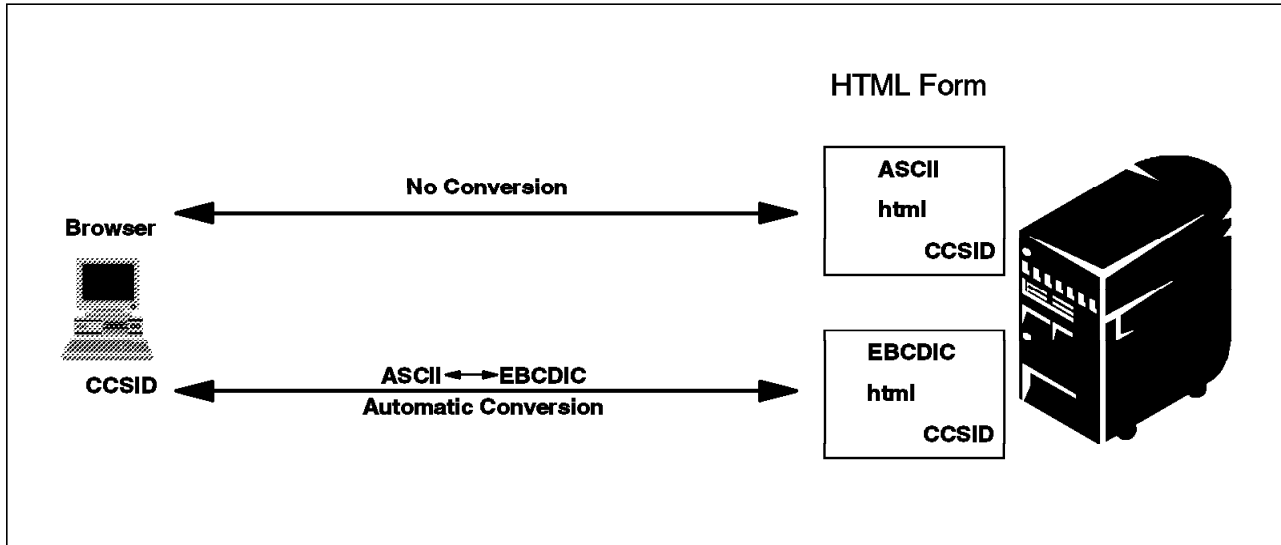 HTML Form
No Conversion
ASCII
html
CCSID
Browser
CCSID
ASCII EBCDIC
Automatic Conversion
EBCDIC
html
CCSID